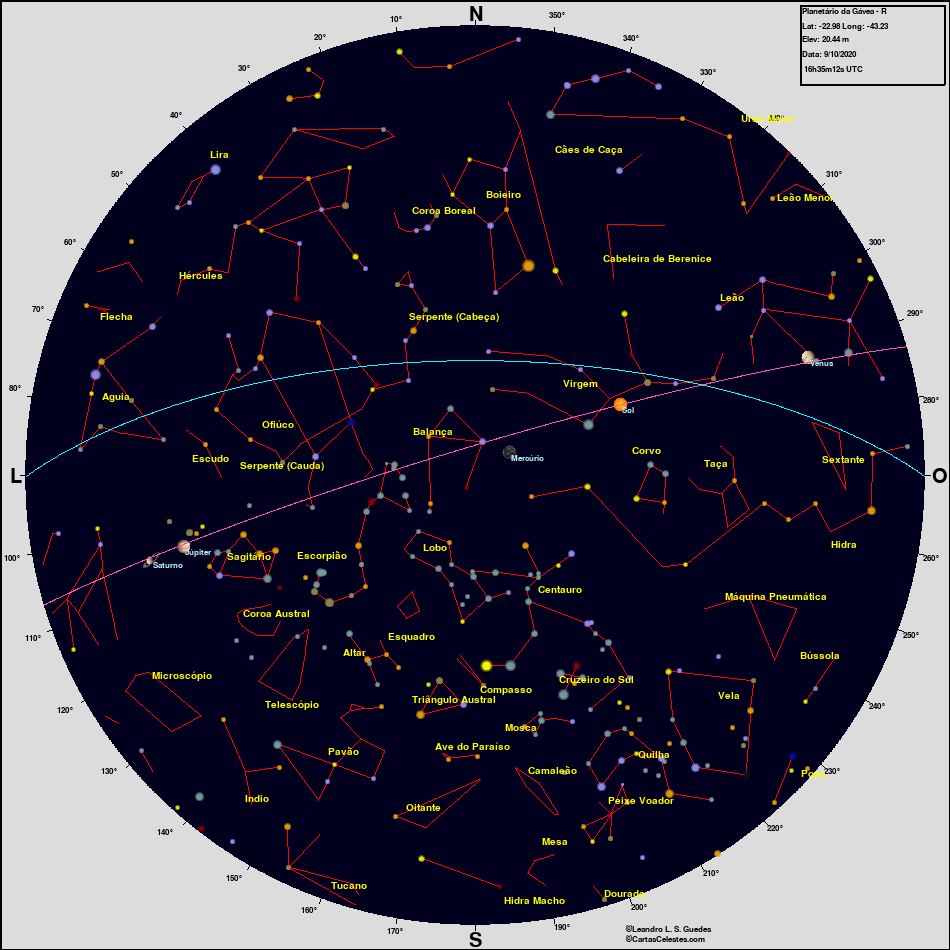 N
Planetário da Gávea - R
Lat: -22.98 Long: -43.23
Elev: 20.44 m
Data: 9/10/2020
16h35m12s UTC
10°
350°
20°
340°
30°
330°
40°
50°
310°
60°
300°
70°
290°
80°
280°
L
O
100°
260°
110°
250°
120°
240°
130°
230°
140°
220°
150°
210°
160°
200°
170°
190°
S
Lira
Cães de Caça
Leão Menor
Boieiro
Coroa Boreal
Cabeleira de Berenice
Hércules
Leão
Flecha
Serpente (Cabeça)
Vênus
Virgem
Aguia
Sol
Ofiúco
Balança
Mercúrio
Corvo
Taça
Sextante
Escudo
Serpente (Cauda)
Hidra
Júpiter
Saturno
Sagitário
Escorpião
Lobo
Centauro
Máquina Pneumática
Coroa Austral
Esquadro
Altar
Bússola
Microscópio
Compasso
Cruzeiro do Sul
Triângulo Austral
Vela
Telescópio
Mosca
Pavão
Ave do Paraíso
Quilha
Camaleão
Indio
Oitante
Peixe Voador
Mesa
Tucano
Hidra Macho
Dourado
©Leandro L. S. Guedes
©CartasCelestes.com